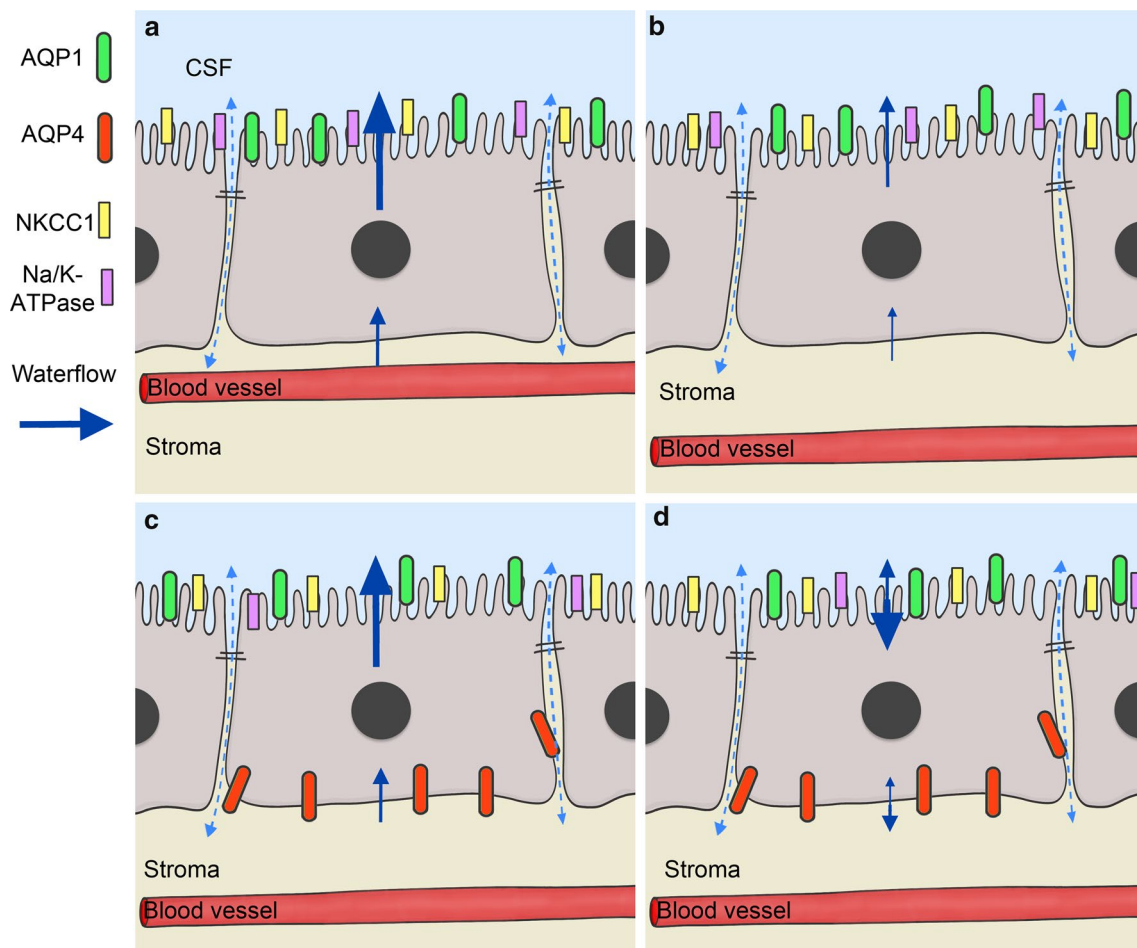 AQP1
AQP4
NKCC1
Na/K-
ATPase
Waterflow
a
CSF
Blood vessel
Stroma
b
Stroma
Blood vessel
c
Stroma
Blood vessel
d
Stroma
Blood vessel